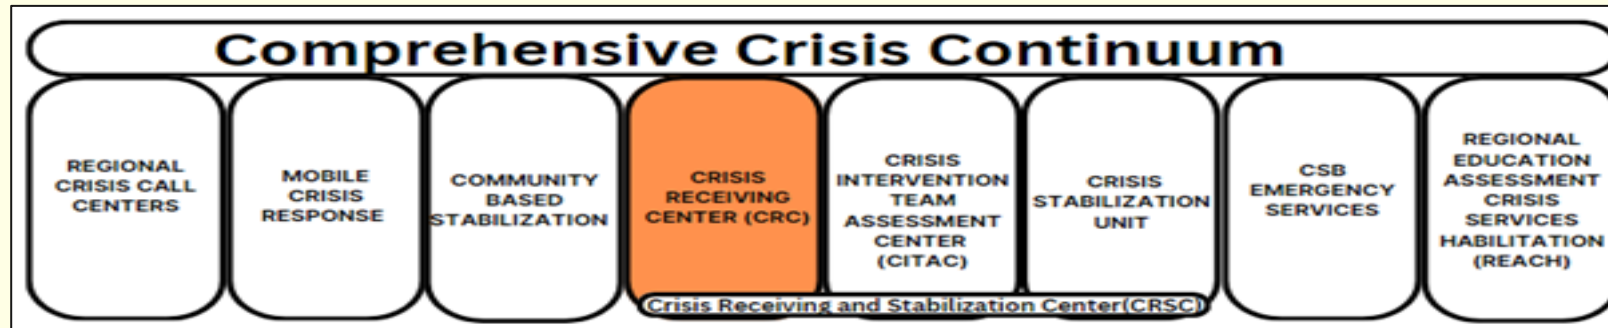 Comprehensive Crisis Continuum
REGIONAL
CRISIS CALL
CENTERS
MOBILE
CRISIS
RESPONSE
COMMUNITY
BASED
STABILIZATION
CRISIS
RECEIVING
CENTER (CRC)
CRISIS
INTERVENTION
TEAM
ASSESSMENT
CENTER
(CITAC)
CRISIS
STABILIZATION
UNIT
CSB
EMERGENCY
SERVICES
REGIONAL
EDUCATION
ASSESSMENT
CRISIS
SERVICES
HABILITATION
(REACH)
Crisis Receiving and Stabilization Center(CRSC)